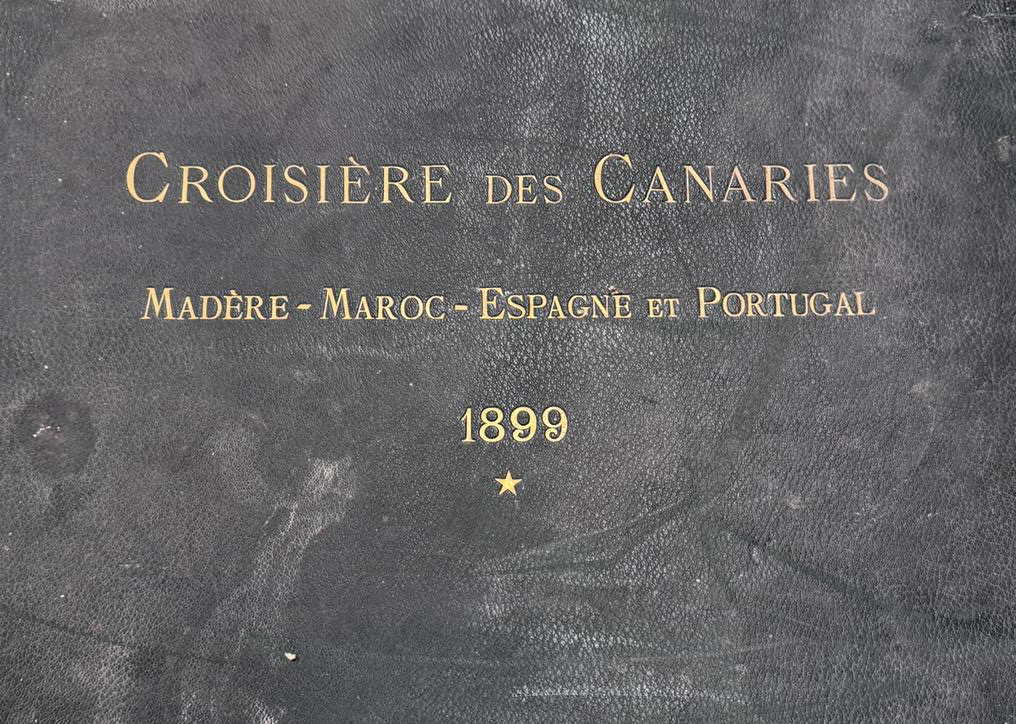 CROISIÈRE DES CANARIES
MADÈRE - MAROC - ESPAGNE ET PORTUGAL
1899